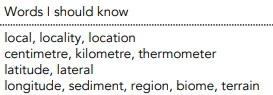 Words I should know
local, locality, location
centimetre, kilometre, thermometer
latitude, lateral
longitude, sediment, region, biome, terrain